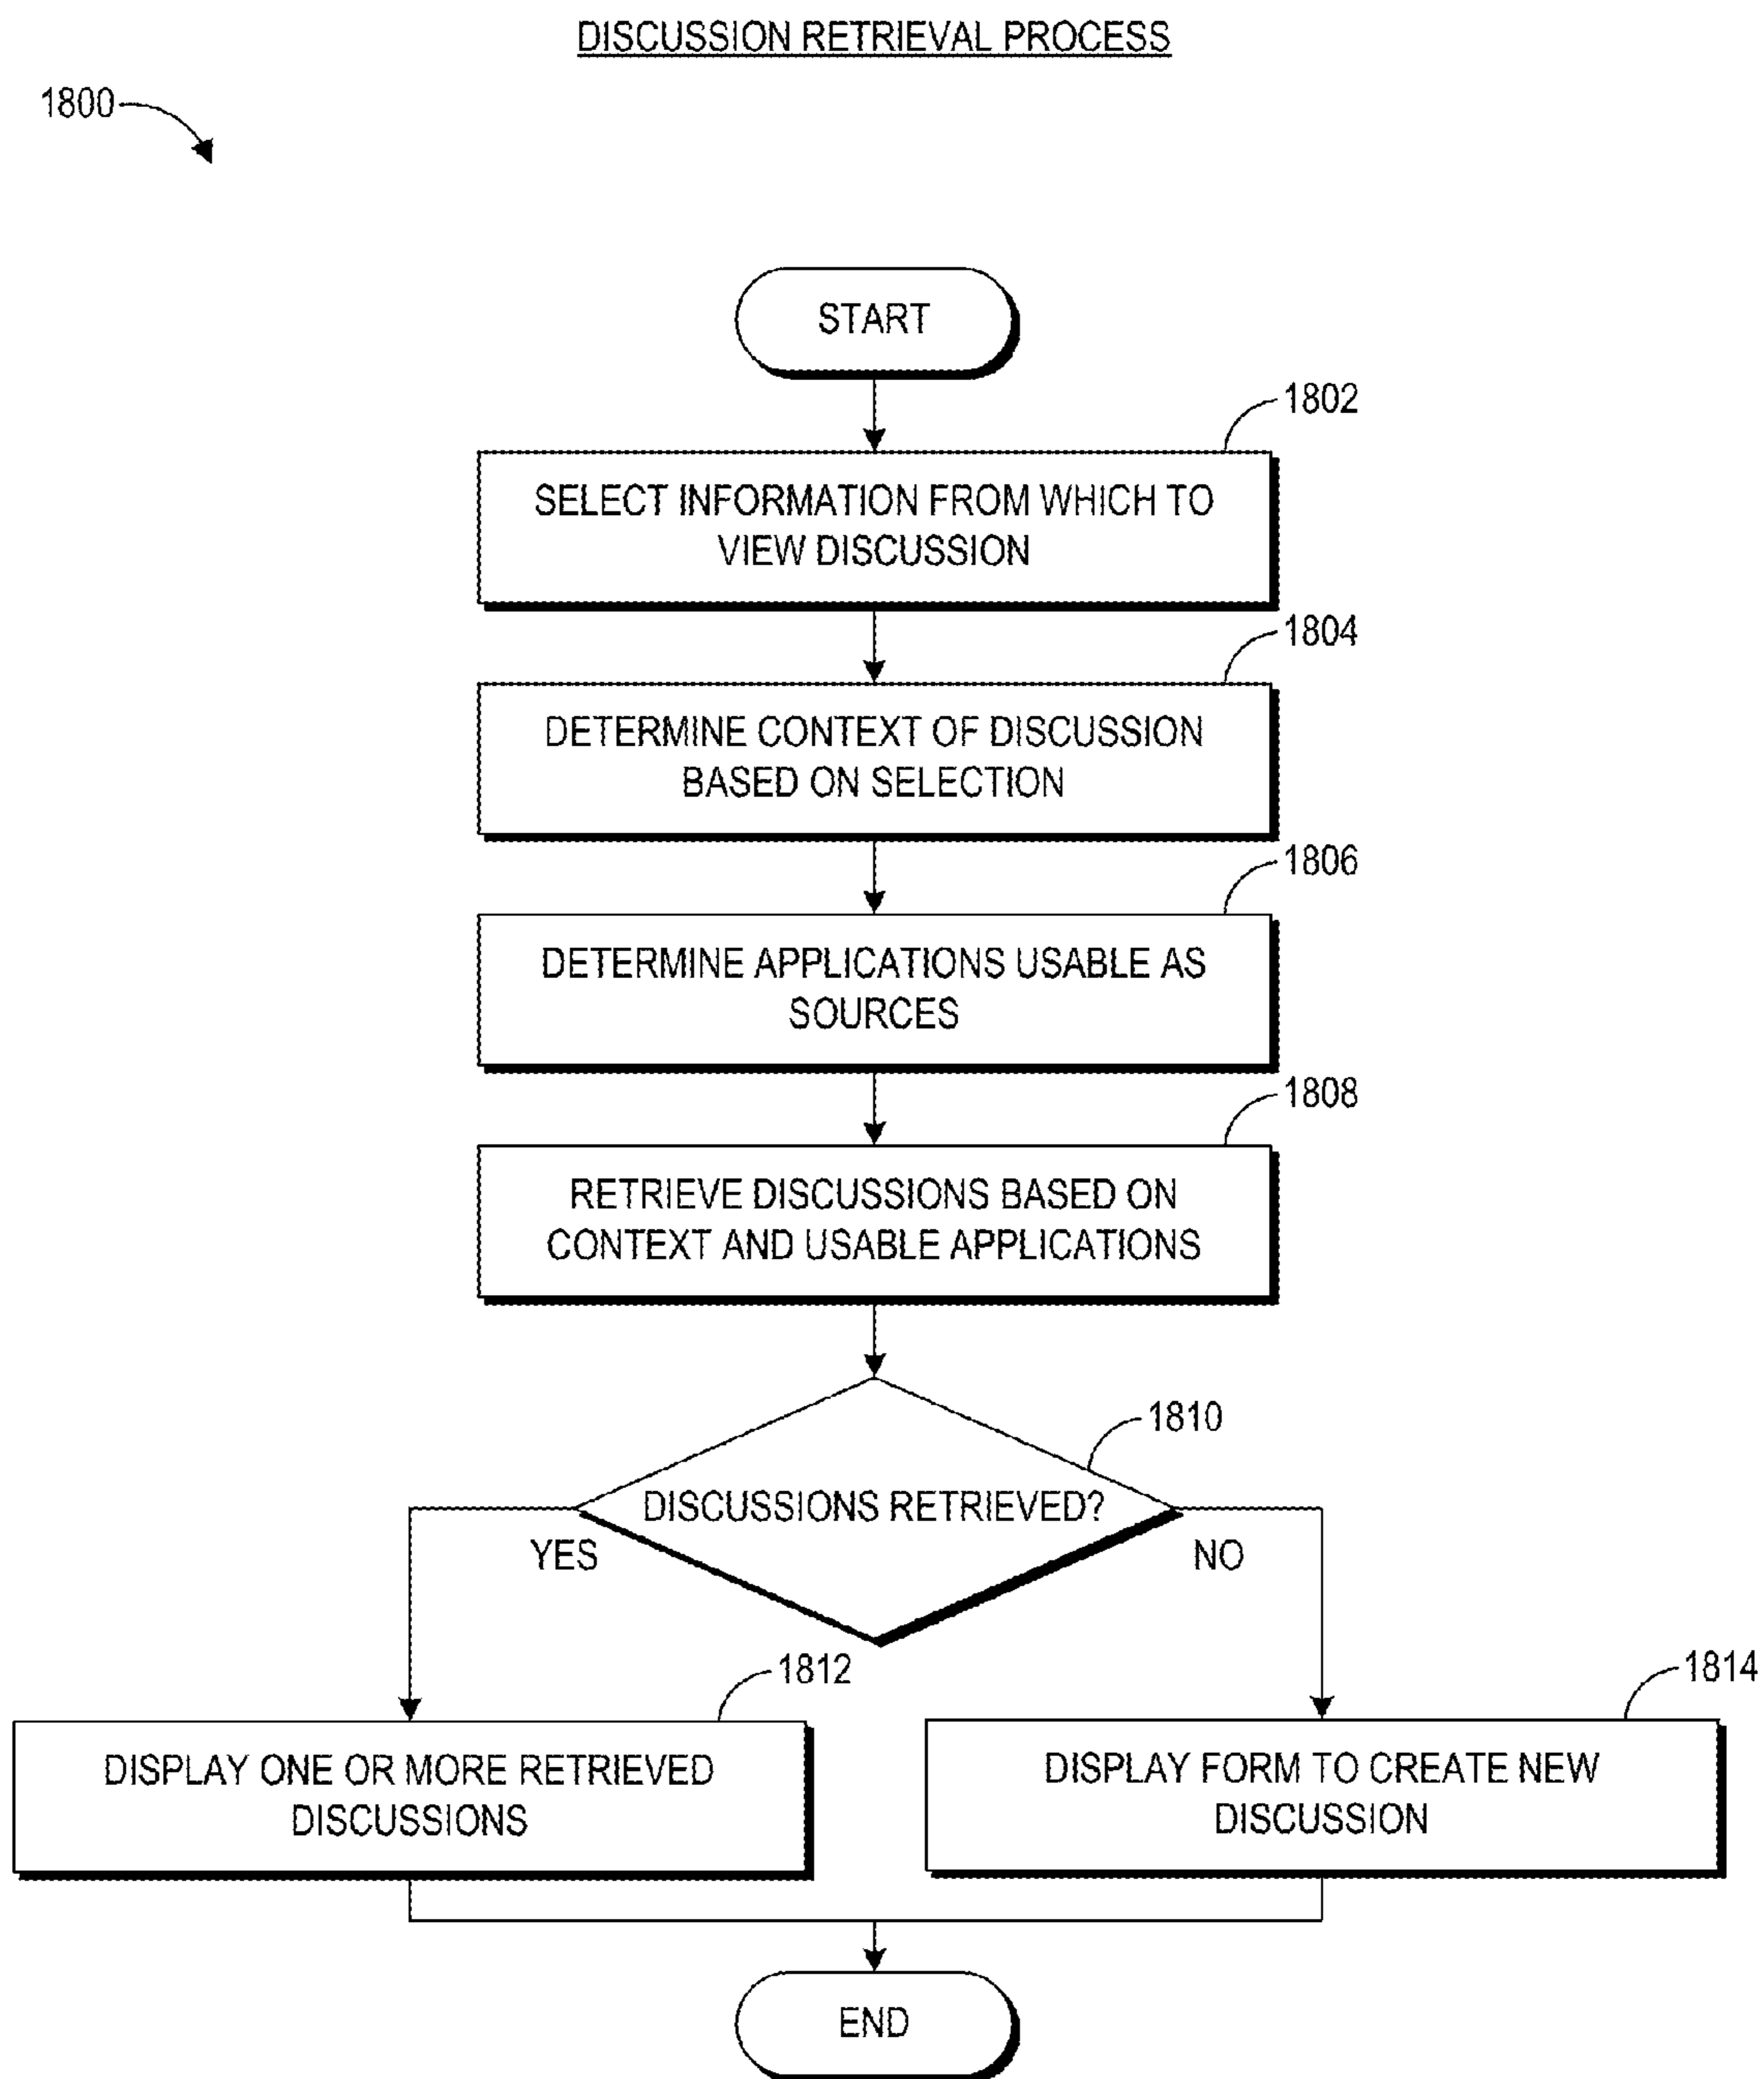 DISCUSSION RETRIEVAL PROCESS
1800
START
1802
SELECT INFORMATION FROM WHICH TO
VIEW DISCUSSION
1804
DETERMINE CONTEXT OF DISCUSSION
BASED ON SELECTION
1806
DETERMINE APPLICATIONS USABLE AS
SOURCES
1808
RETRIEVE DISCUSSIONS BASED ON
CONTEXT AND USABLE APPLICATIONS
1810
DISCUSSIONS RETRIEVED?
YES
NO
1812
DISPLAY ONE OR MORE RETRIEVED
DISCUSSIONS
1814
DISPLAY FORM TO CREATE NEW
DISCUSSION
END